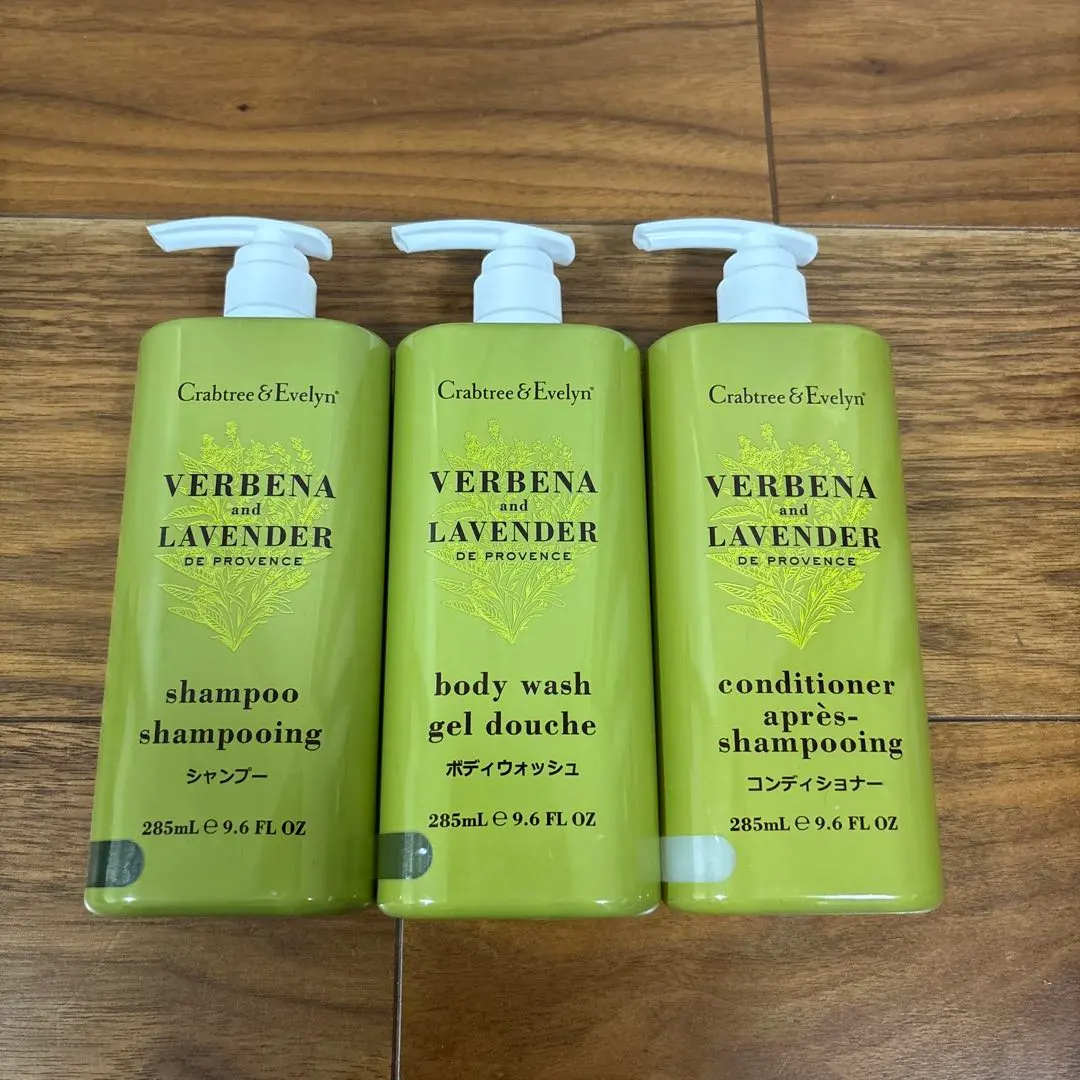 Crabtree & Evelyn®
VERBENA
and
LAVENDER
DE PROVENCE
shampoo
shampooing
シャンプー
285mL ℮ 9.6 FL OZ
Crabtree & Evelyn®
VERBENA
and
LAVENDER
DE PROVENCE
body wash
gel douche
ボディウォッシュ
285mL ℮ 9.6 FL OZ
Crabtree & Evelyn®
VERBENA
and
LAVENDER
DE PROVENCE
conditioner
après-
shampooing
コンディショナー
285mL ℮ 9.6 FL OZ